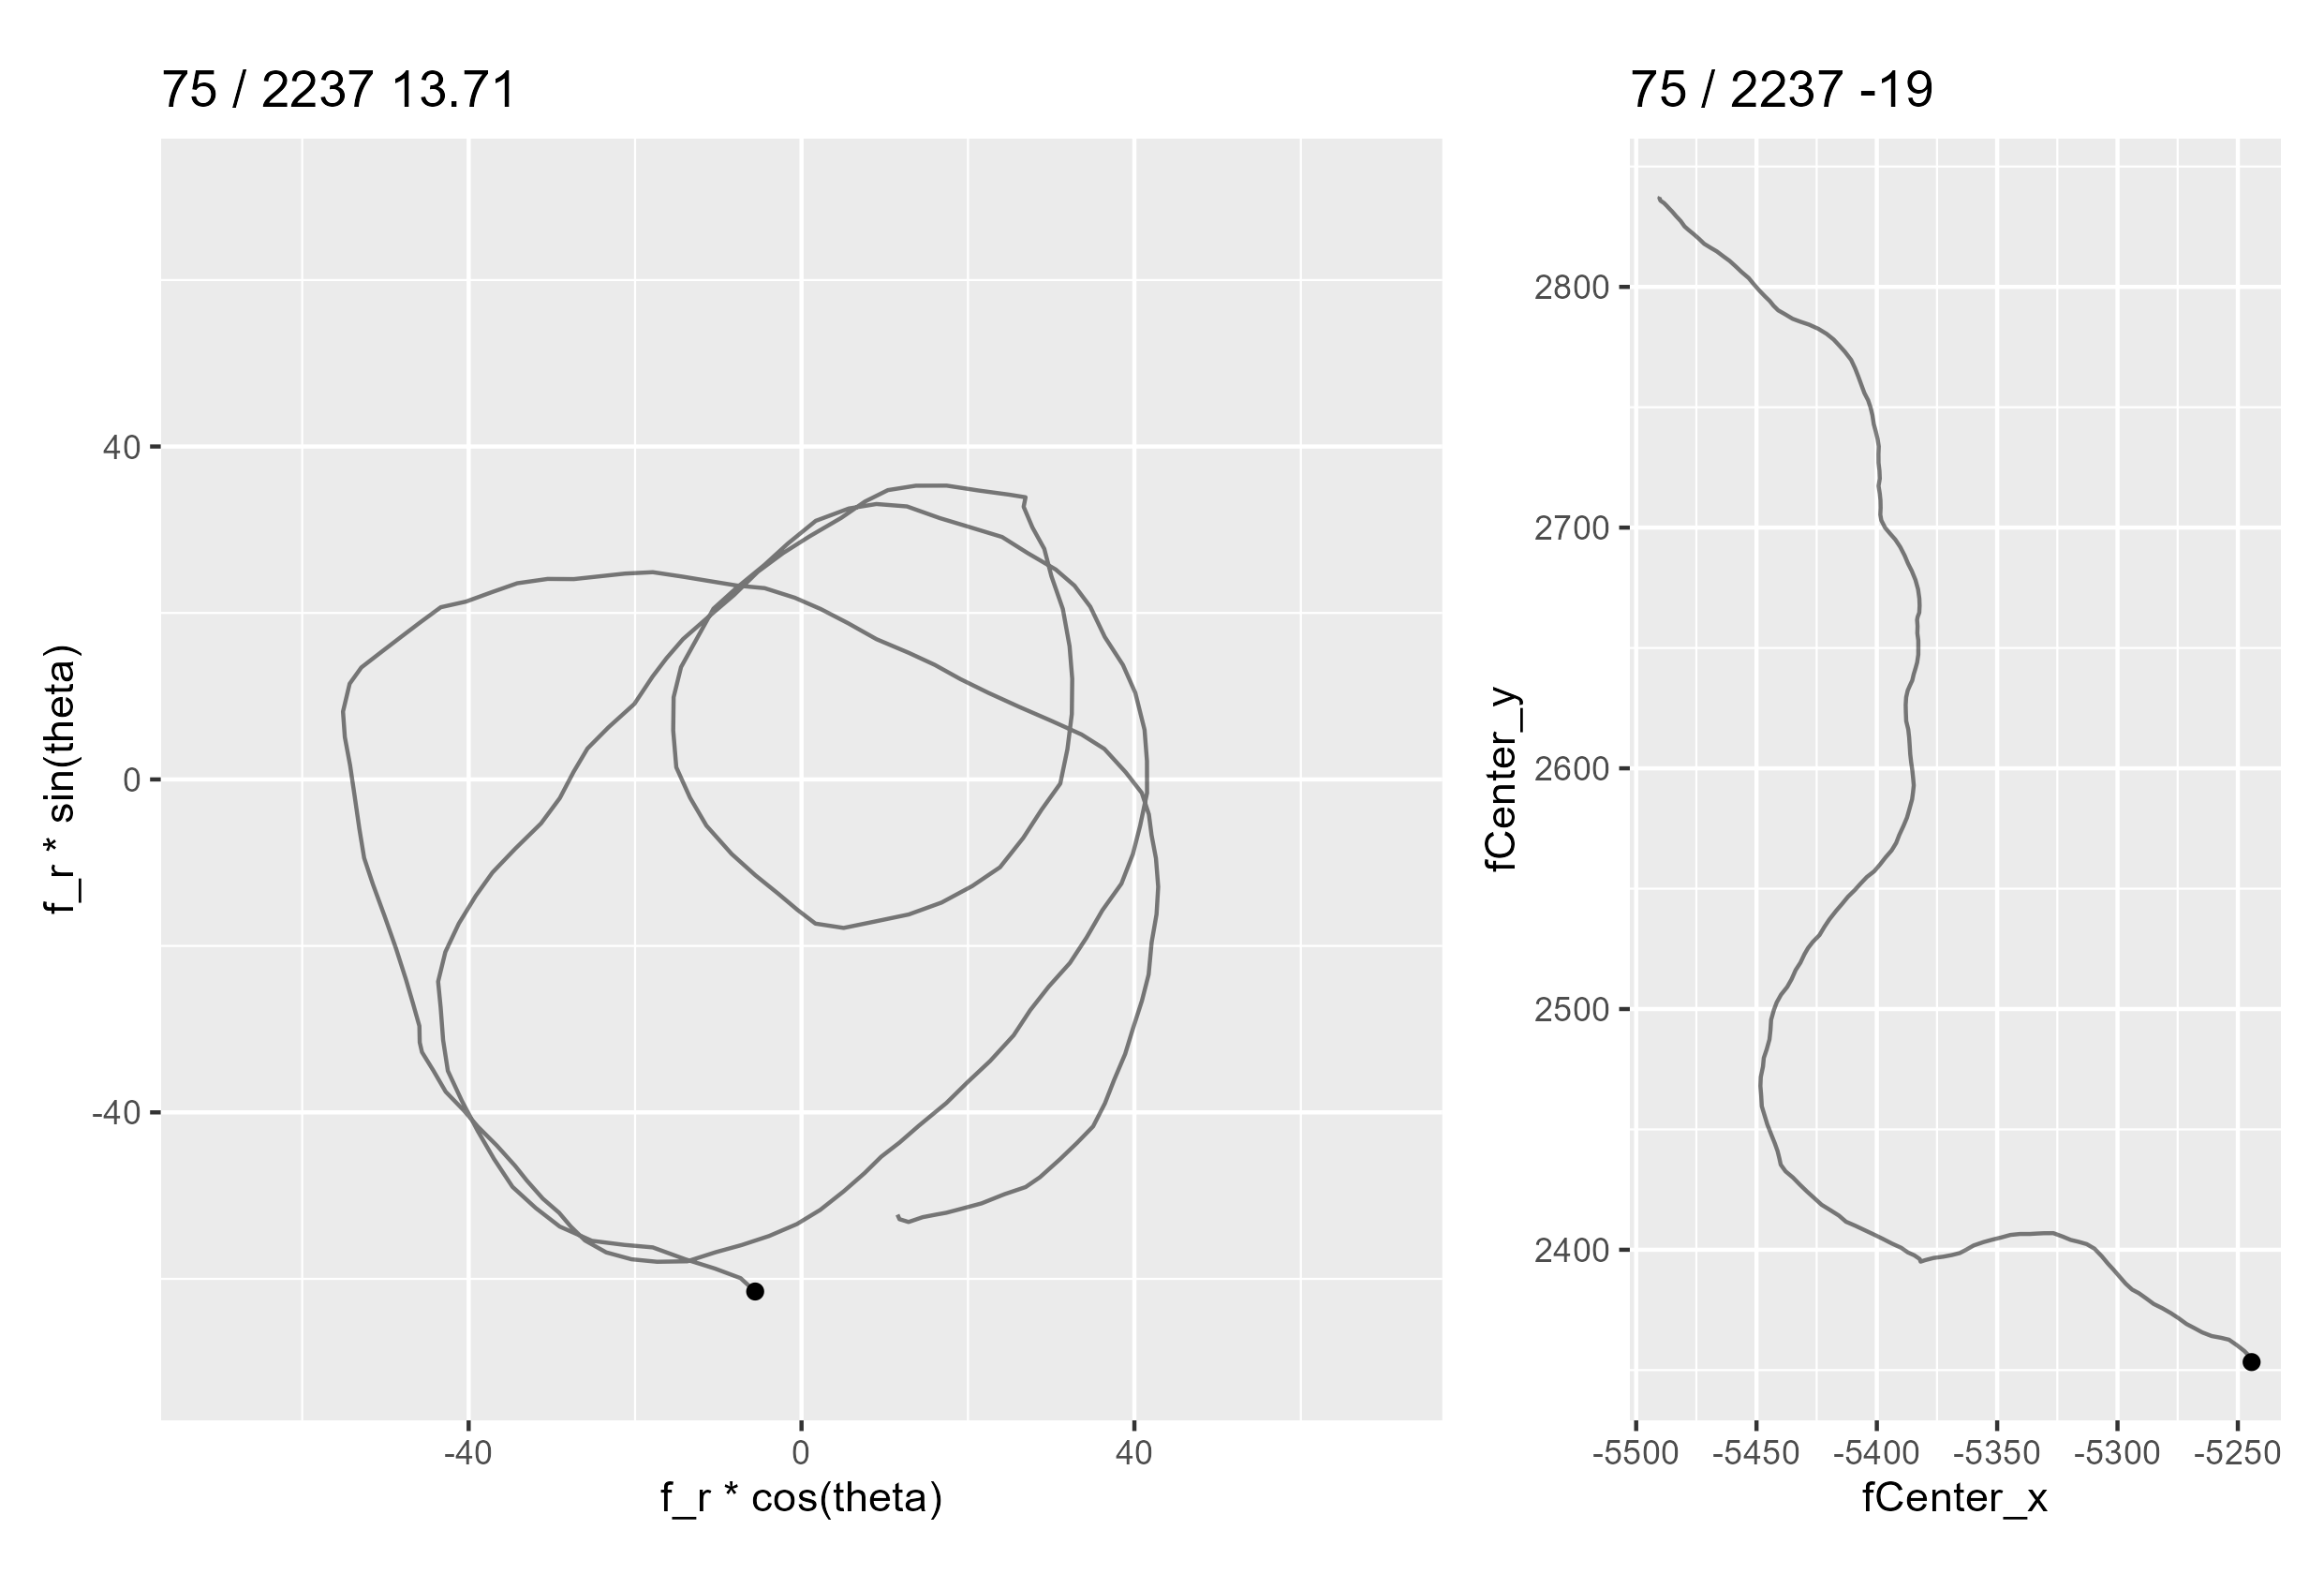 75 / 2237 13.71
40
0
-40
f_r * sin(theta)
-40 0 40
f_r * cos(theta)
75 / 2237 -19
2800
2700
2600
2500
2400
fCenter_y
-5500 -5450 -5400 -5350 -5300 -5250
fCenter_x